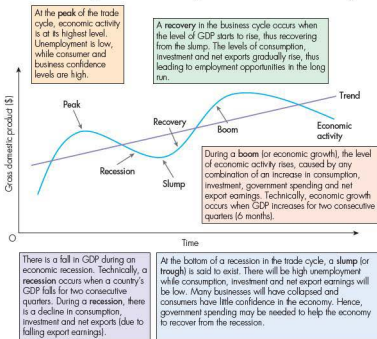 At the peak of the trade
cycle, economic activity
is at its highest level.
Unemployment is low,
while consumer and
business confidence
levels are high.
A recovery in the business cycle occurs when
the level of GDP starts to rise, thus recovering
from the slump. The levels of consumption,
investment and net exports gradually rise, thus
leading to employment opportunities in the long
run.
Gross domestic product [$]
Peak
Recession
Recovery
Slump
Boom
Trend
Economic
activity
During a boom (or economic growth), the level
of economic activity rises, caused by any
combination of an increase in consumption,
investment, government spending and net
export earnings. Technically, economic growth
occurs when GDP increases for two consecutive
quarters (6 months).
O
Time
There is a fall in GDP during an
economic recession. Technically, a
recession occurs when a country's
GDP falls for two consecutive
quarters. During a recession, there
is a decline in consumption,
investment and net exports (due to
falling export earnings).
At the bottom of a recession in the trade cycle, a slump (or
trough) is said to exist. There will be high unemployment
while consumption, investment and net export earnings will
be low. Many businesses will have collapsed and
consumers have little confidence in the economy. Hence,
government spending may be needed to help the economy
to recover from the recession.